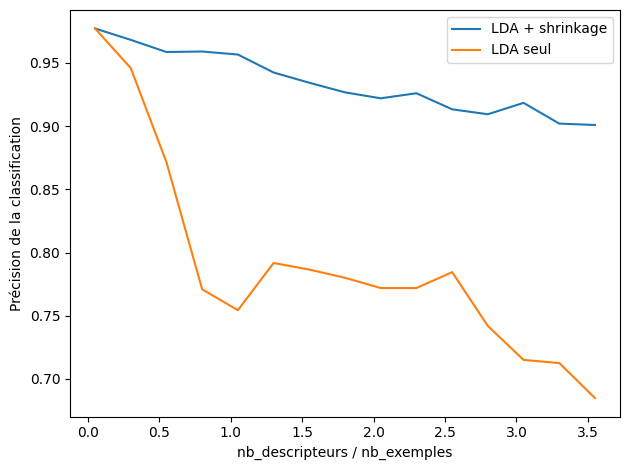 LDA + shrinkage
LDA seul
Précision de la classification
0.95
0.90
0.85
0.80
0.75
0.70
0.0 0.5 1.0 1.5 2.0 2.5 3.0 3.5
nb_descripteurs / nb_exemples